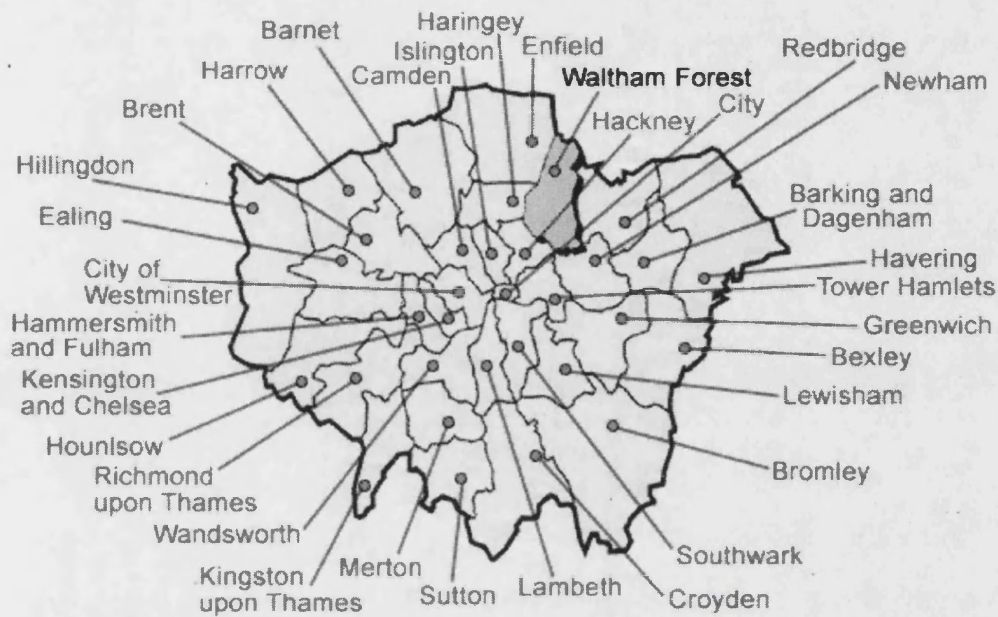 Haringey
Barnet
Islington
Enfield
Redbridge
Harrow
Camden
Waltham Forest
Newham
City
Brent
Hackney
Hillingdon
Barking and
Dagenham
Ealing
Havering
City of
Westminster
Tower Hamlets
Hammersmith
and Fulham
Greenwich
Bexley
Kensington
and Chelsea
Lewisham
Hounlsow
Richmond
upon Thames
Bromley
Wandsworth
Southwark
Kingston
upon Thames
Merton
Sutton
Lambeth
Croyden